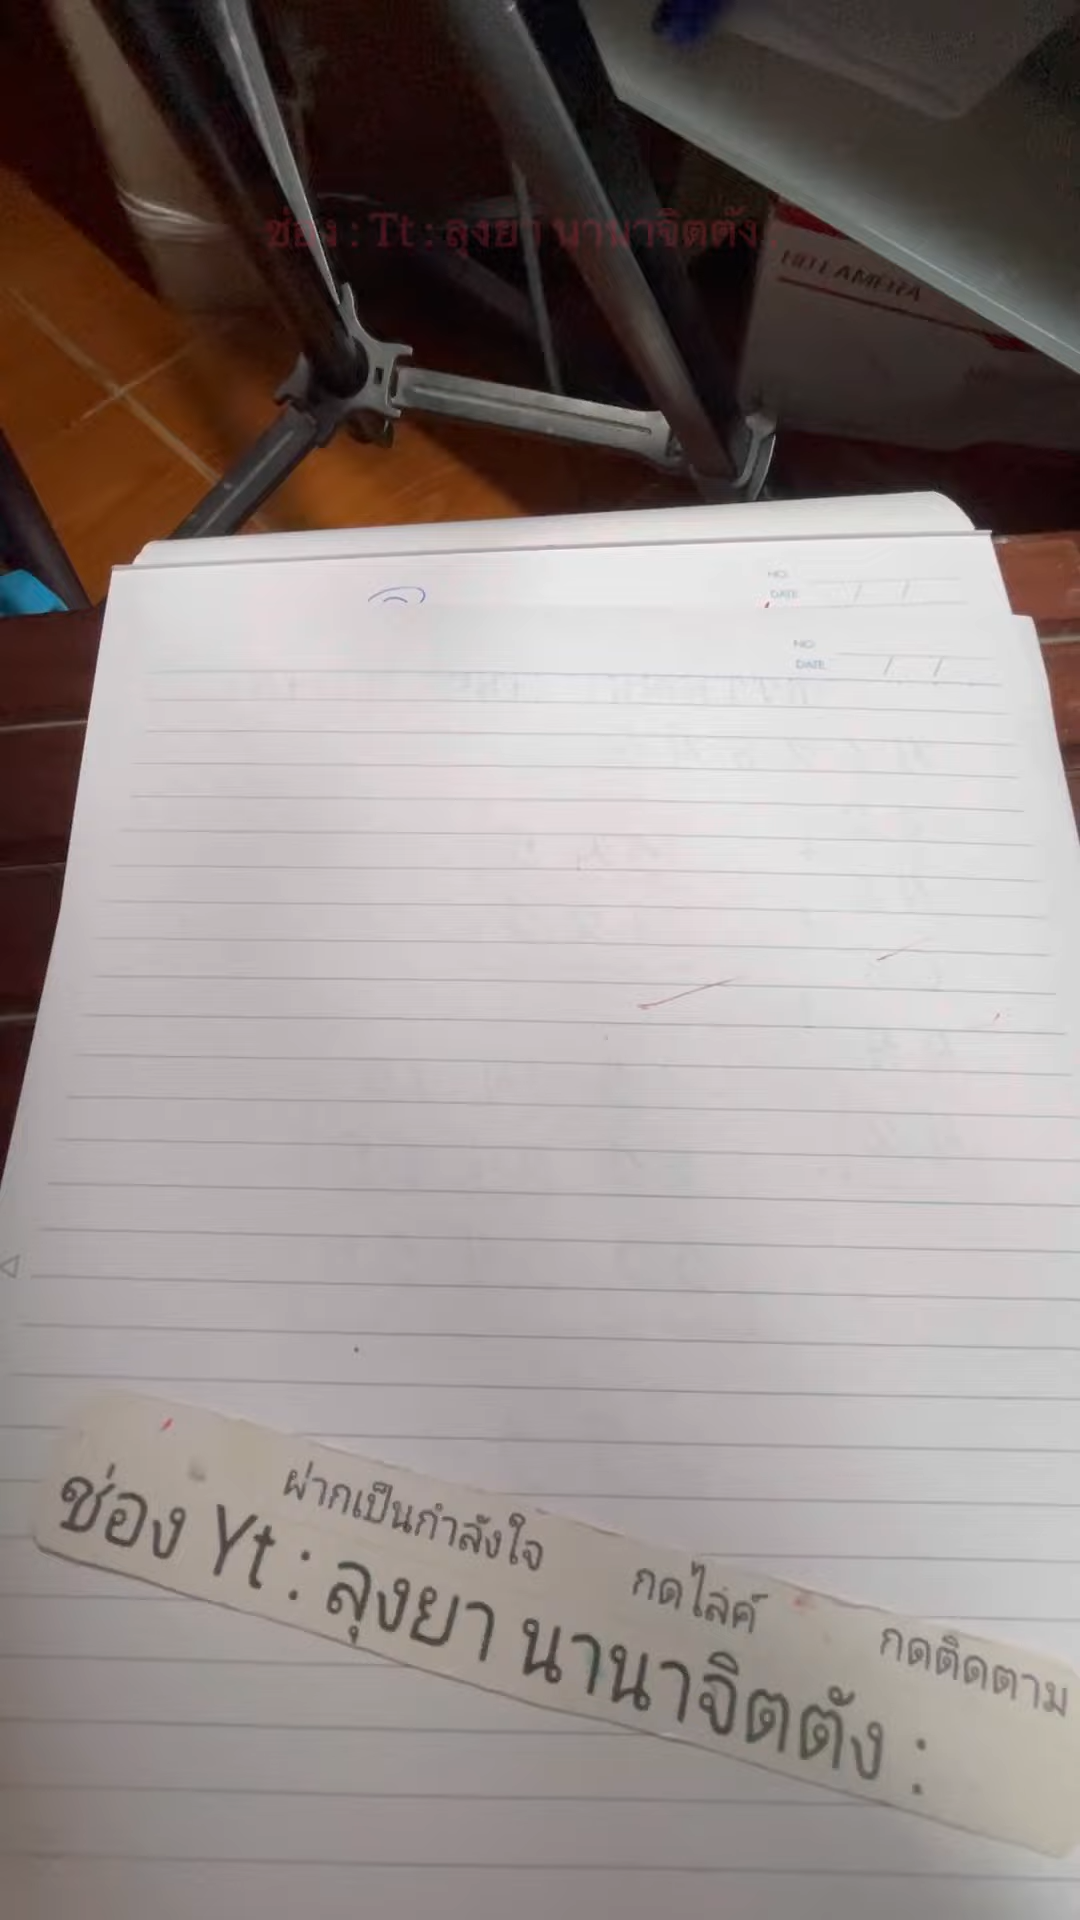 ช่อง : Tt : ลุงยา นานาจิตตัง :
HD CAMERA
NO.
DATE / /
NO.
DATE / /
ฝากเป็นกำลังใจ กดไลค์ กดติดตาม
ช่อง Yt : ลุงยา นานาจิตตัง :